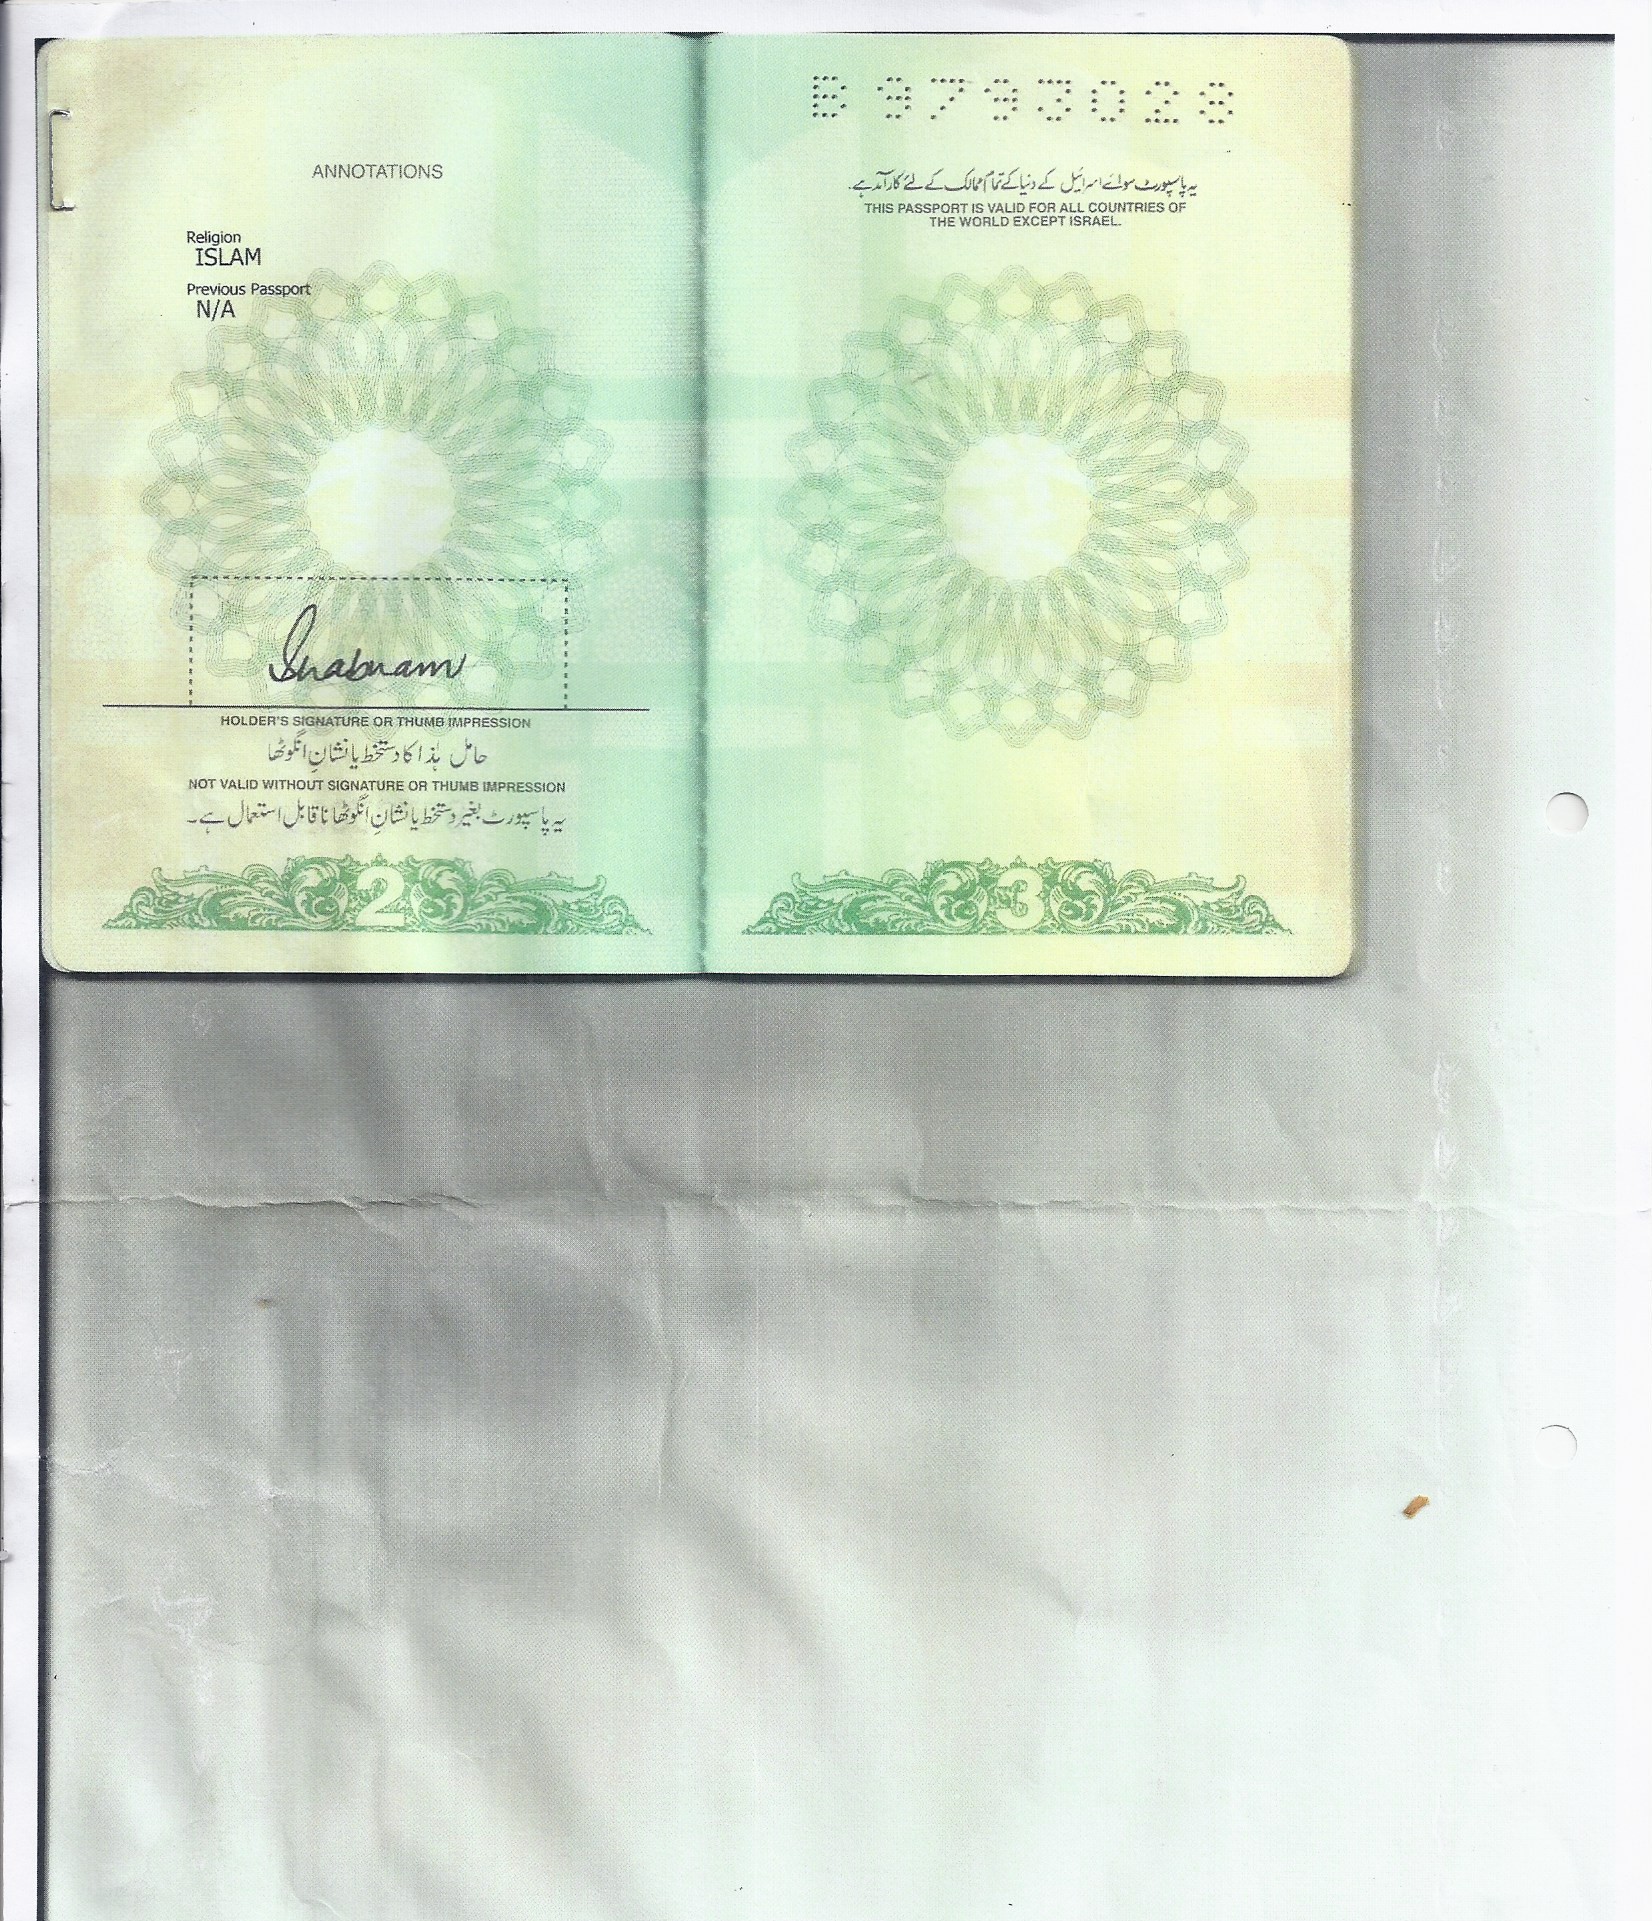 ANNOTATIONS
Religion
ISLAM
Previous Passport
N/A
Shabnam
HOLDER'S SIGNATURE OR THUMB IMPRESSION
حامل ہٰذا کا دستخط یا نشانِ انگوٹھا
NOT VALID WITHOUT SIGNATURE OR THUMB IMPRESSION
یہ پاسپورٹ بغیر دستخط یا نشانِ انگوٹھا ناقابل استعمال ہے۔
2
یہ پاسپورٹ سوائے اسرائیل کے دنیا کے تمام ممالک کے لئے کارآمد ہے۔
THIS PASSPORT IS VALID FOR ALL COUNTRIES OF
THE WORLD EXCEPT ISRAEL.
3